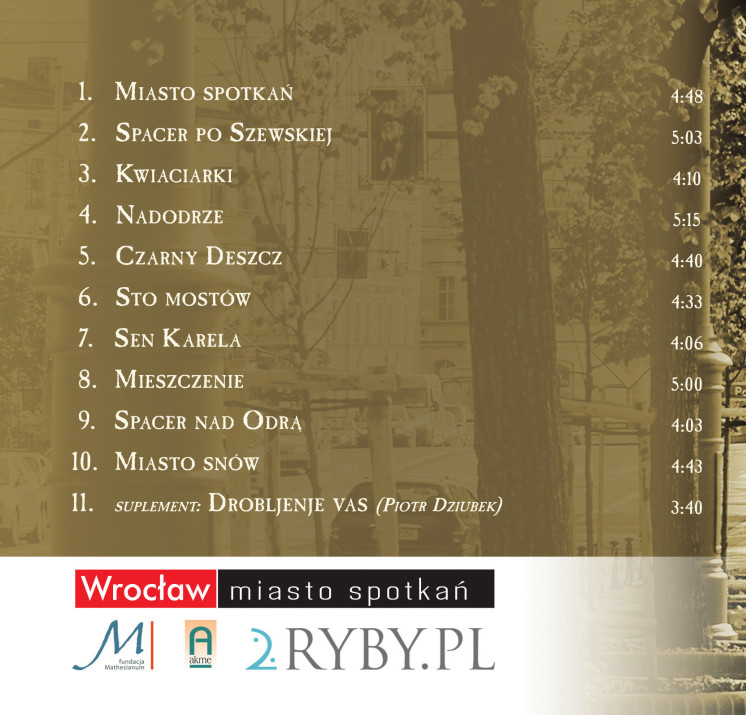 1. Miasto spotkań 4:48
2. Spacer po Szewskiej 5:03
3. Kwiaciarki 4:10
4. Nadodrze 5:15
5. Czarny Deszcz 4:40
6. Sto mostów 4:33
7. Sen Karela 4:06
8. Mieszczenie 5:00
9. Spacer nad Odrą 4:03
10. Miasto snów 4:43
11. suplement: Drobljenje vas (Piotr Dziubek) 3:40
Wrocław miasto spotkań
M fundacja Mathesianum
A akme
2RYBY.PL